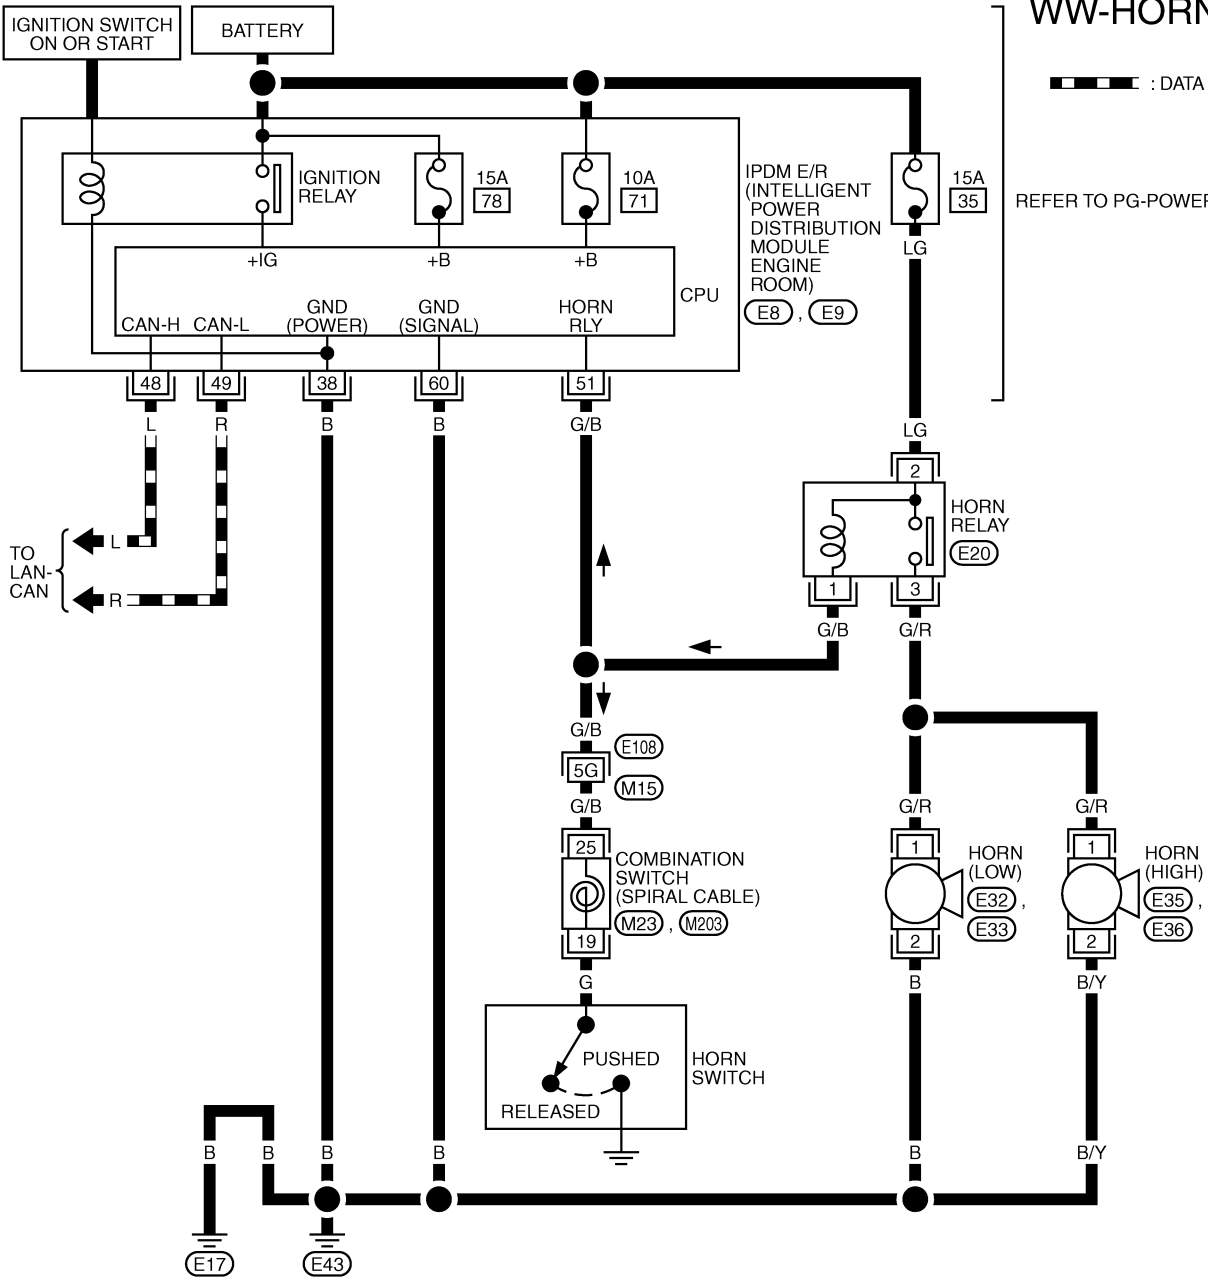 IGNITION SWITCH
ON OR START
BATTERY
WW-HORN
: DATA
IGNITION
RELAY
15A
78
10A
71
IPDM E/R
(INTELLIGENT
POWER
DISTRIBUTION
MODULE
ENGINE
ROOM)
E8 , E9
15A
35
REFER TO PG-POWER
LG
+IG
+B
+B
CPU
CAN-H
CAN-L
GND
(POWER)
GND
(SIGNAL)
HORN
RLY
48
49
38
60
51
L
R
B
B
G/B
LG
2
HORN
RELAY
E20
TO
LAN-
CAN
L
R
1
3
G/B
G/R
G/B
E108
5G
M15
G/B
G/R
G/R
25
COMBINATION
SWITCH
(SPIRAL CABLE)
M23 , M203
19
1
HORN
(LOW)
E32 ,
E33
2
1
HORN
(HIGH)
E35 ,
E36
2
G
B
B/Y
PUSHED
RELEASED
HORN
SWITCH
B
B
B
B
B
B/Y
E17
E43